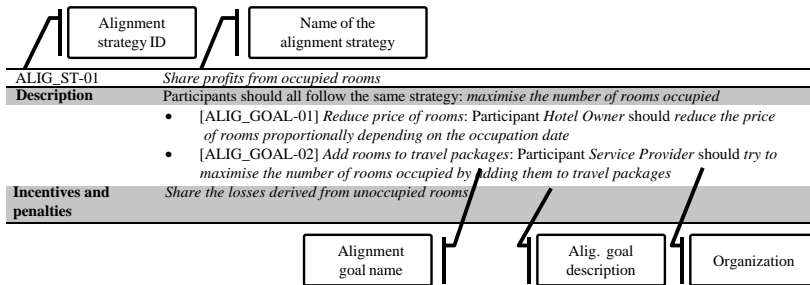 Alignment
strategy ID
Name of the
alignment strategy
ALIG_ST-01 Share profits from occupied rooms
Description Participants should all follow the same strategy: maximise the number of rooms occupied
• [ALIG_GOAL-01] Reduce price of rooms: Participant Hotel Owner should reduce the price
of rooms proportionally depending on the occupation date
• [ALIG_GOAL-02] Add rooms to travel packages: Participant Service Provider should try to
maximise the number of rooms occupied by adding them to travel packages
Incentives and Share the losses derived from unoccupied rooms
penalties
Alignment
goal name
Alig. goal
description
Organization